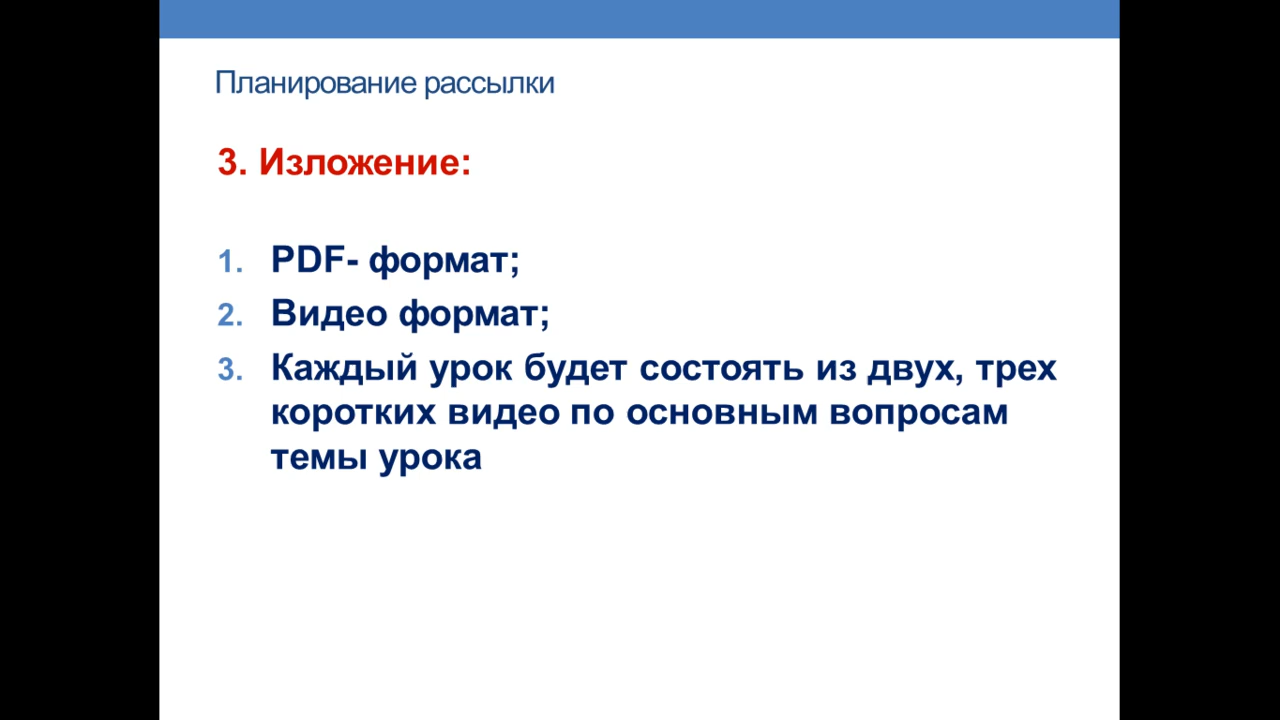 Планирование рассылки
3. Изложение:
1. PDF- формат;
2. Видео формат;
3. Каждый урок будет состоять из двух, трех
коротких видео по основным вопросам
темы урока